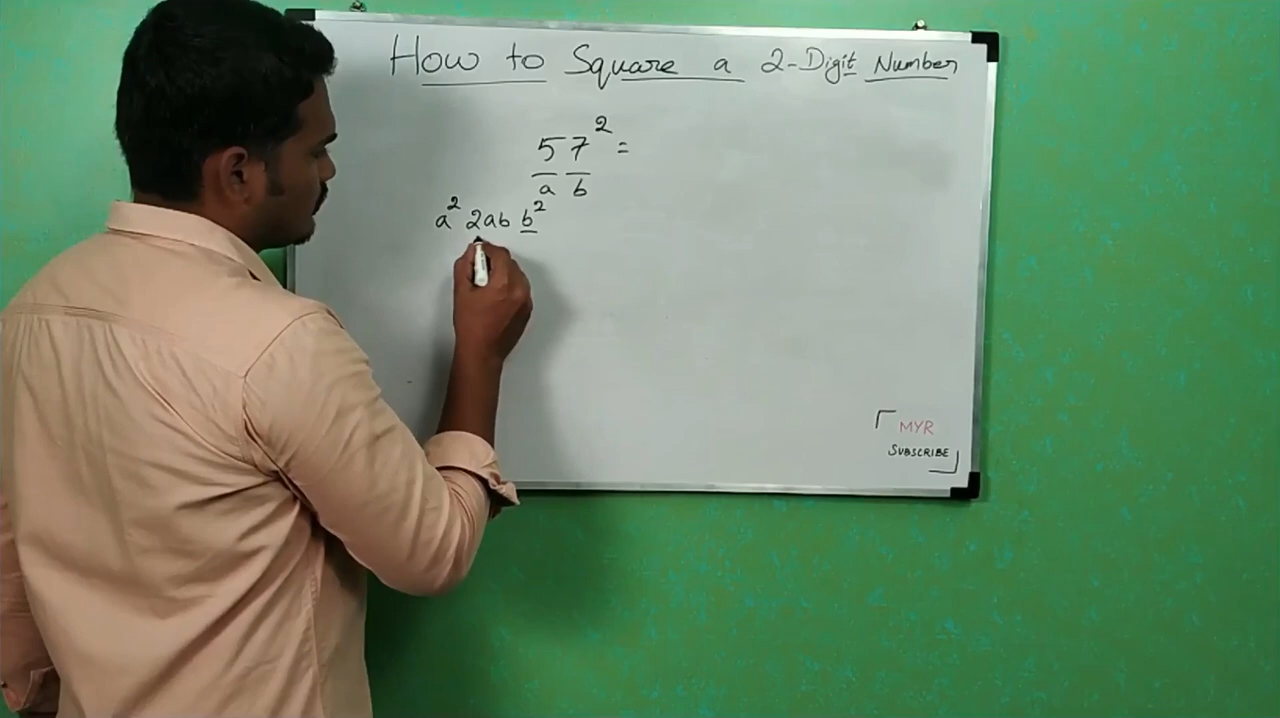 How to Square a 2-Digit Number
57² =
a b
a² 2ab b²
MYR
SUBSCRIBE